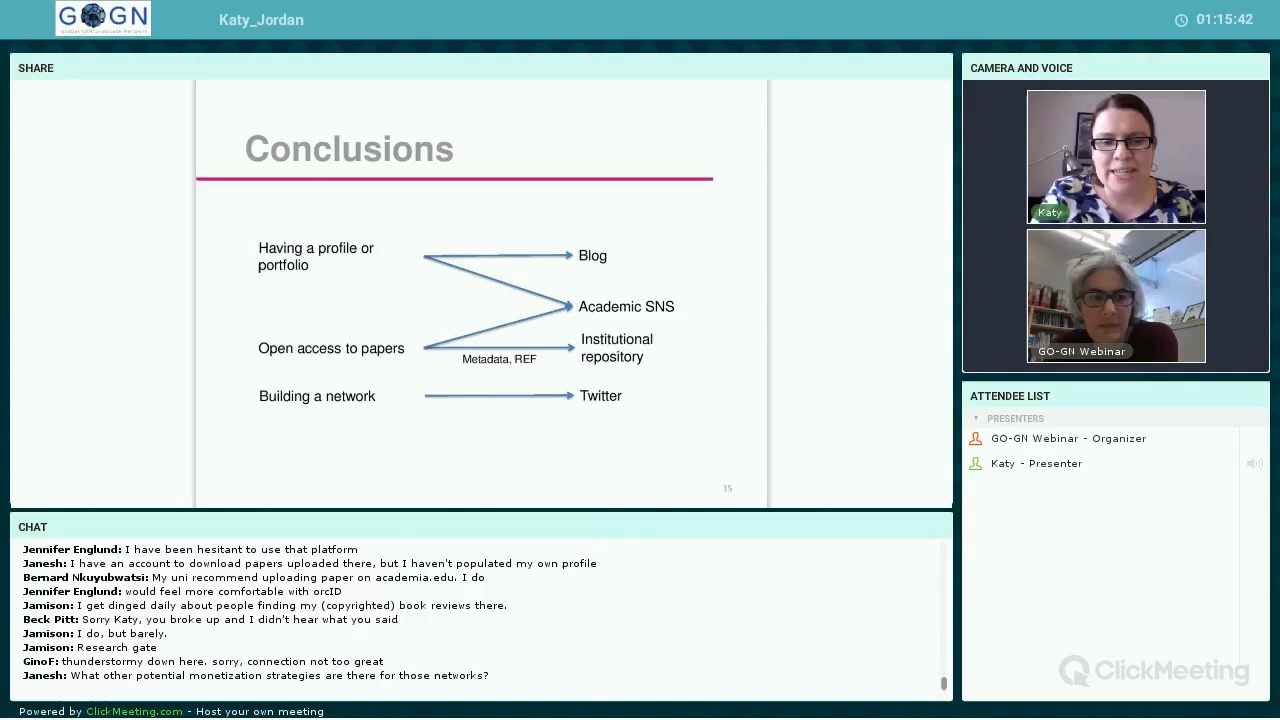 GOGN
Global OER Graduate Network
Katy_Jordan
01:15:42
SHARE
Conclusions
Having a profile or
portfolio
Open access to papers
Building a network
Metadata, REF
Blog
Academic SNS
Institutional
repository
Twitter
15
CAMERA AND VOICE
Katy
GO-GN Webinar
ATTENDEE LIST
PRESENTERS
GO-GN Webinar - Organizer
Katy - Presenter
CHAT
Jennifer Englund: I have been hesitant to use that platform
Janesh: I have an account to download papers uploaded there, but I haven't populated my own profile
Bernard Nkuyubwatsi: My uni recommend uploading paper on academia.edu. I do
Jennifer Englund: would feel more comfortable with orcID
Jamison: I get dinged daily about people finding my (copyrighted) book reviews there.
Beck Pitt: Sorry Katy, you broke up and I didn't hear what you said
Jamison: I do, but barely.
Jamison: Research gate
GinoF: thunderstormy down here. sorry, connection not too great
Janesh: What other potential monetization strategies are there for those networks?
ClickMeeting
Powered by ClickMeeting.com - Host your own meeting